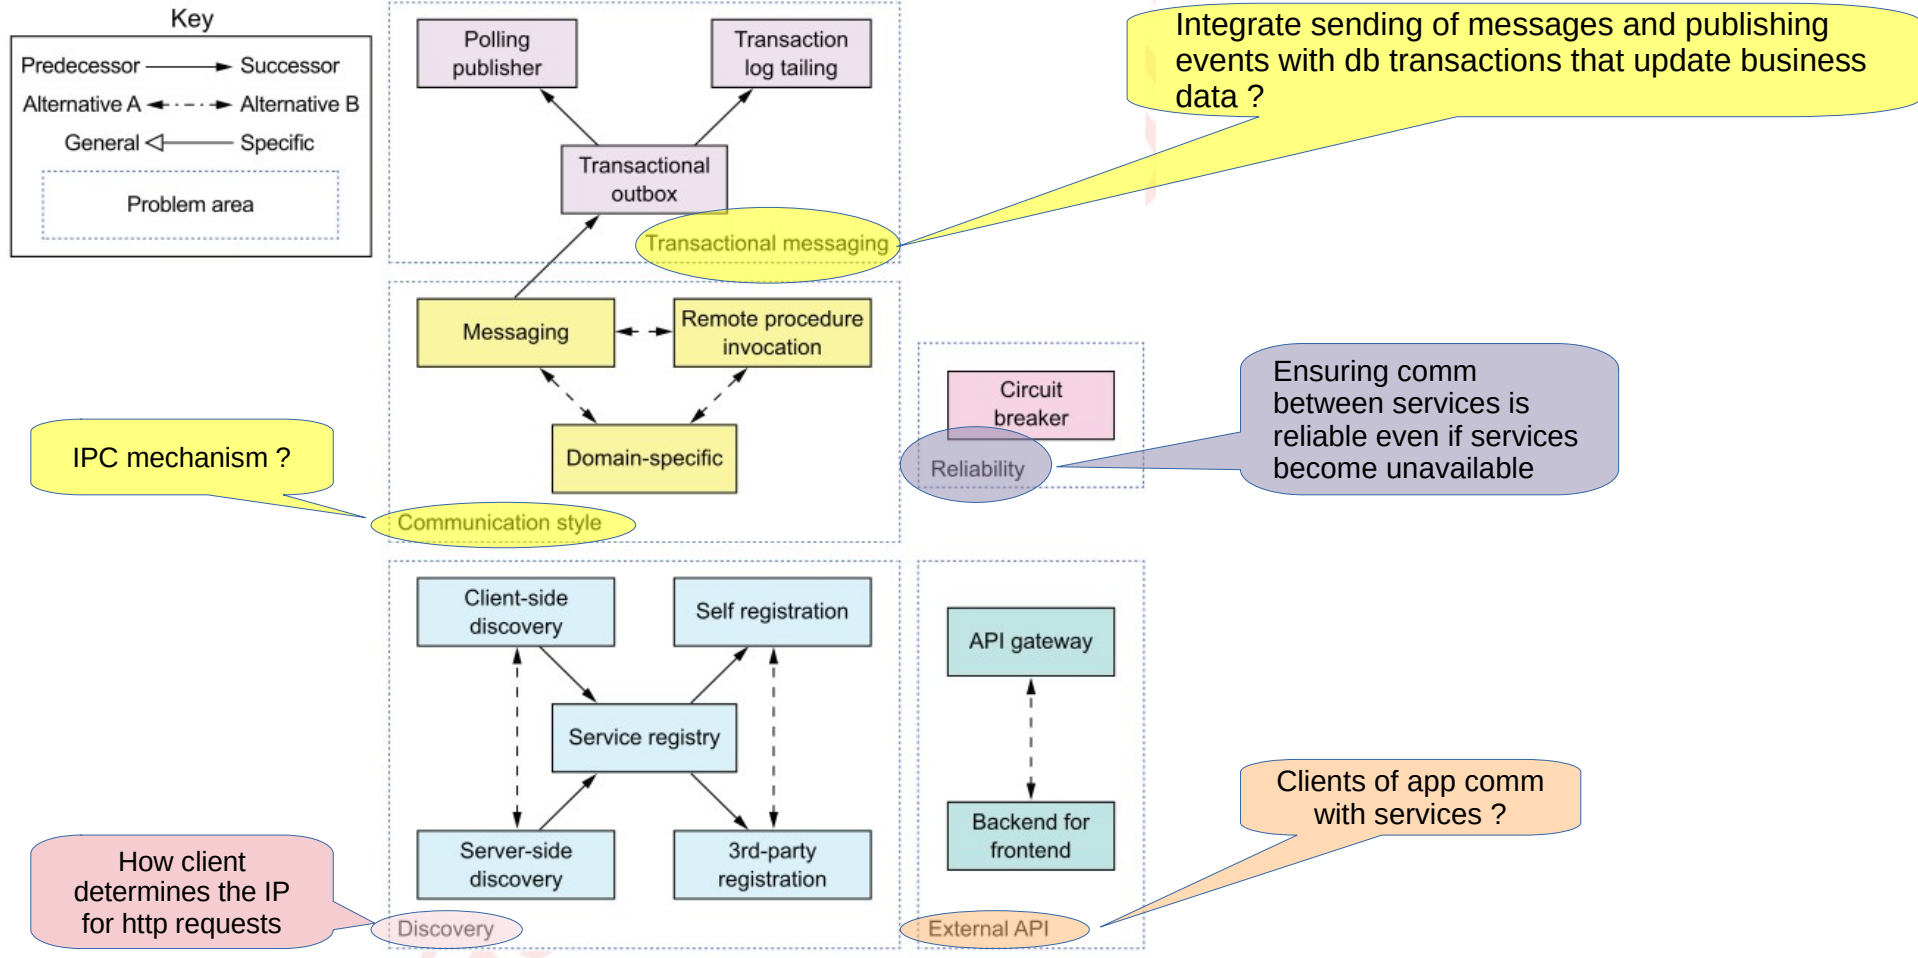 Key
Predecessor Successor
Alternative A Alternative B
General Specific
Problem area
Polling
publisher
Transaction
log tailing
Transactional
outbox
Transactional messaging
Integrate sending of messages and publishing
events with db transactions that update business
data ?
Messaging
Remote procedure
invocation
Domain-specific
Communication style
IPC mechanism ?
Circuit
breaker
Reliability
Ensuring comm
between services is
reliable even if services
become unavailable
Client-side
discovery
Self registration
Service registry
Server-side
discovery
3rd-party
registration
Discovery
How client
determines the IP
for http requests
API gateway
Backend for
frontend
External API
Clients of app comm
with services ?